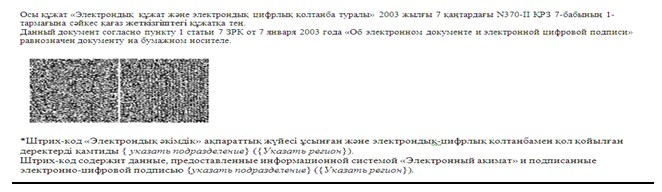 Осы құжат «Электрондық құжат және электрондық цифрлық қолтаңба туралы» 2003 жылғы 7 қаңтардағы N370-II ҚРЗ 7-бабының 1-
тармағына сәйкес қағаз жеткізгіштегі құжатқа тең.
Данный документ согласно пункту 1 статьи 7 ЗРК от 7 января 2003 года «Об электронном документе и электронной цифровой подписи»
равнозначен документу на бумажном носителе.
*Штрих-код «Электрондық әкімдік» ақпараттық жүйесі ұсынған және электрондық-цифрлық қолтаңбамен қол қойылған
деректерді қамтиды { указать подразделение} ({Указать регион}).
Штрих-код содержит данные, предоставленные информационной системой «Электронный акимат» и подписанные
электронно-цифровой подписью {указать подразделение} ({Указать регион}).